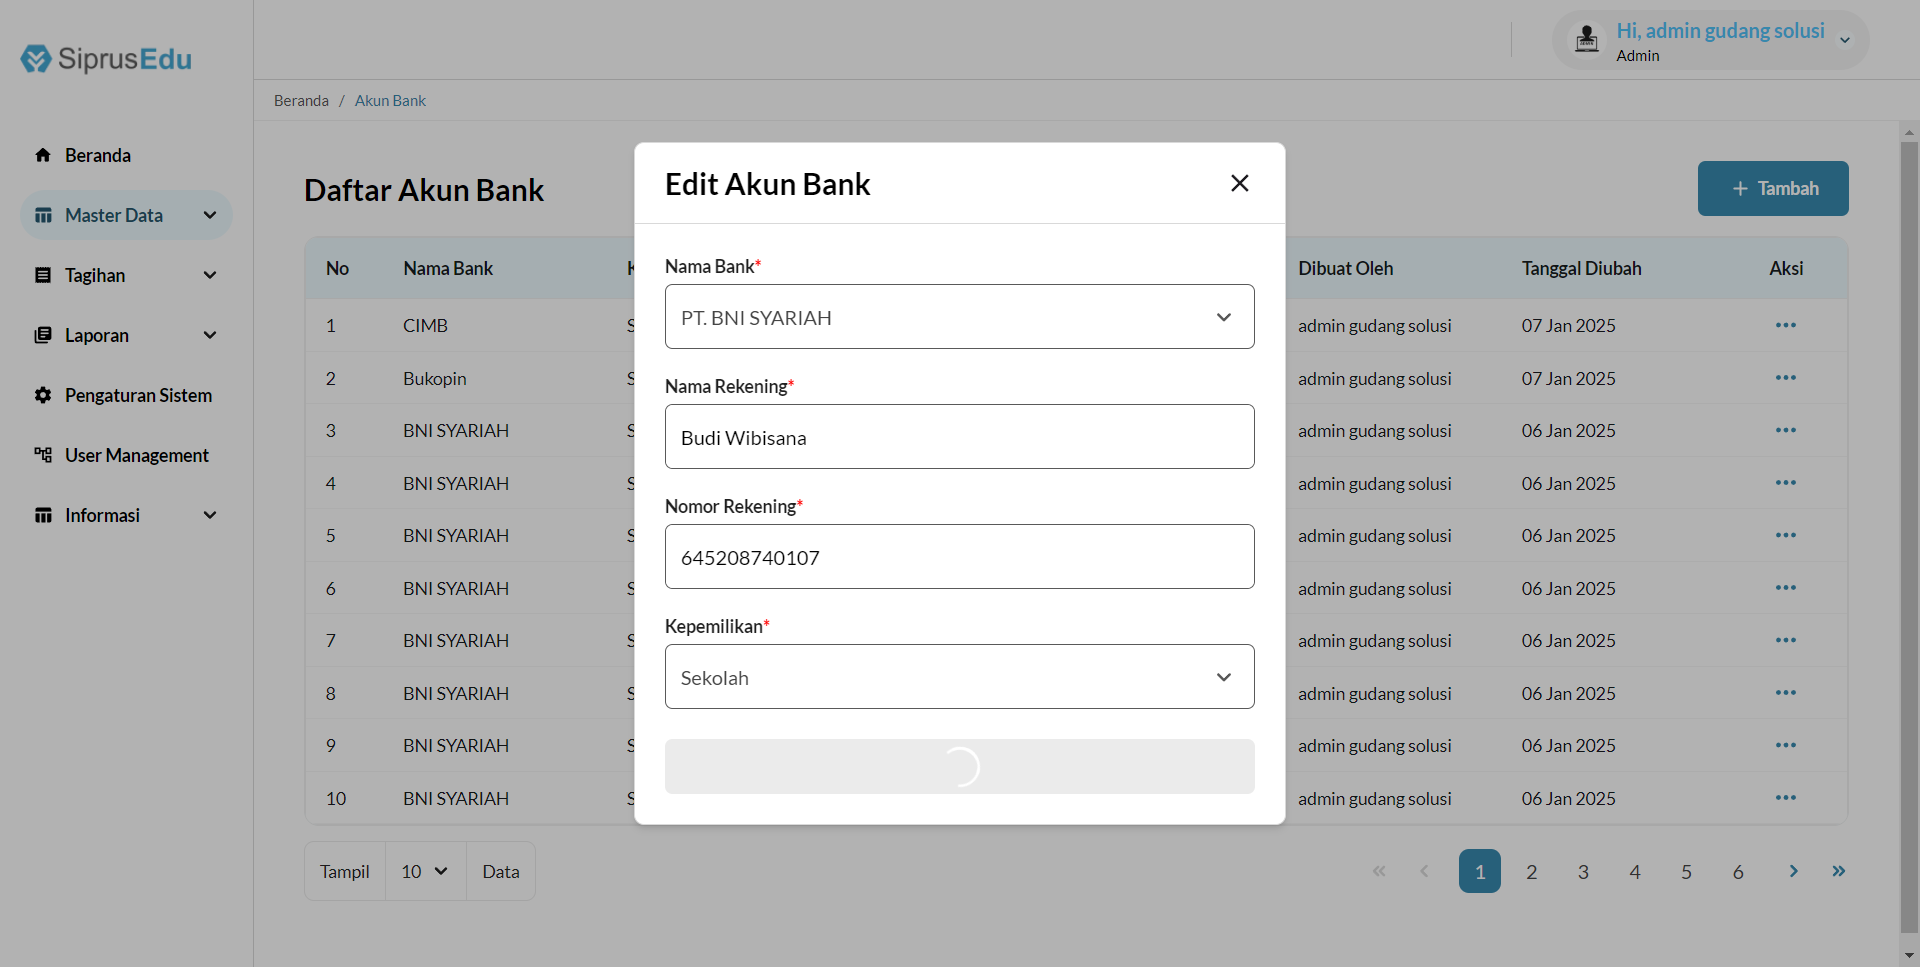 SiprusEdu
Hi, admin gudang solusi
Admin
Beranda / Akun Bank
Beranda
Master Data
Tagihan
Laporan
Pengaturan Sistem
User Management
Informasi
Daftar Akun Bank
+ Tambah
No Nama Bank Dibuat Oleh Tanggal Diubah Aksi
1 CIMB admin gudang solusi 07 Jan 2025
2 Bukopin admin gudang solusi 07 Jan 2025
3 BNI SYARIAH admin gudang solusi 06 Jan 2025
4 BNI SYARIAH admin gudang solusi 06 Jan 2025
5 BNI SYARIAH admin gudang solusi 06 Jan 2025
6 BNI SYARIAH admin gudang solusi 06 Jan 2025
7 BNI SYARIAH admin gudang solusi 06 Jan 2025
8 BNI SYARIAH admin gudang solusi 06 Jan 2025
9 BNI SYARIAH admin gudang solusi 06 Jan 2025
10 BNI SYARIAH admin gudang solusi 06 Jan 2025
Edit Akun Bank
Nama Bank*
PT. BNI SYARIAH
Nama Rekening*
Budi Wibisana
Nomor Rekening*
645208740107
Kepemilikan*
Sekolah
Tampil 10 Data
« ‹ 1 2 3 4 5 6 › »